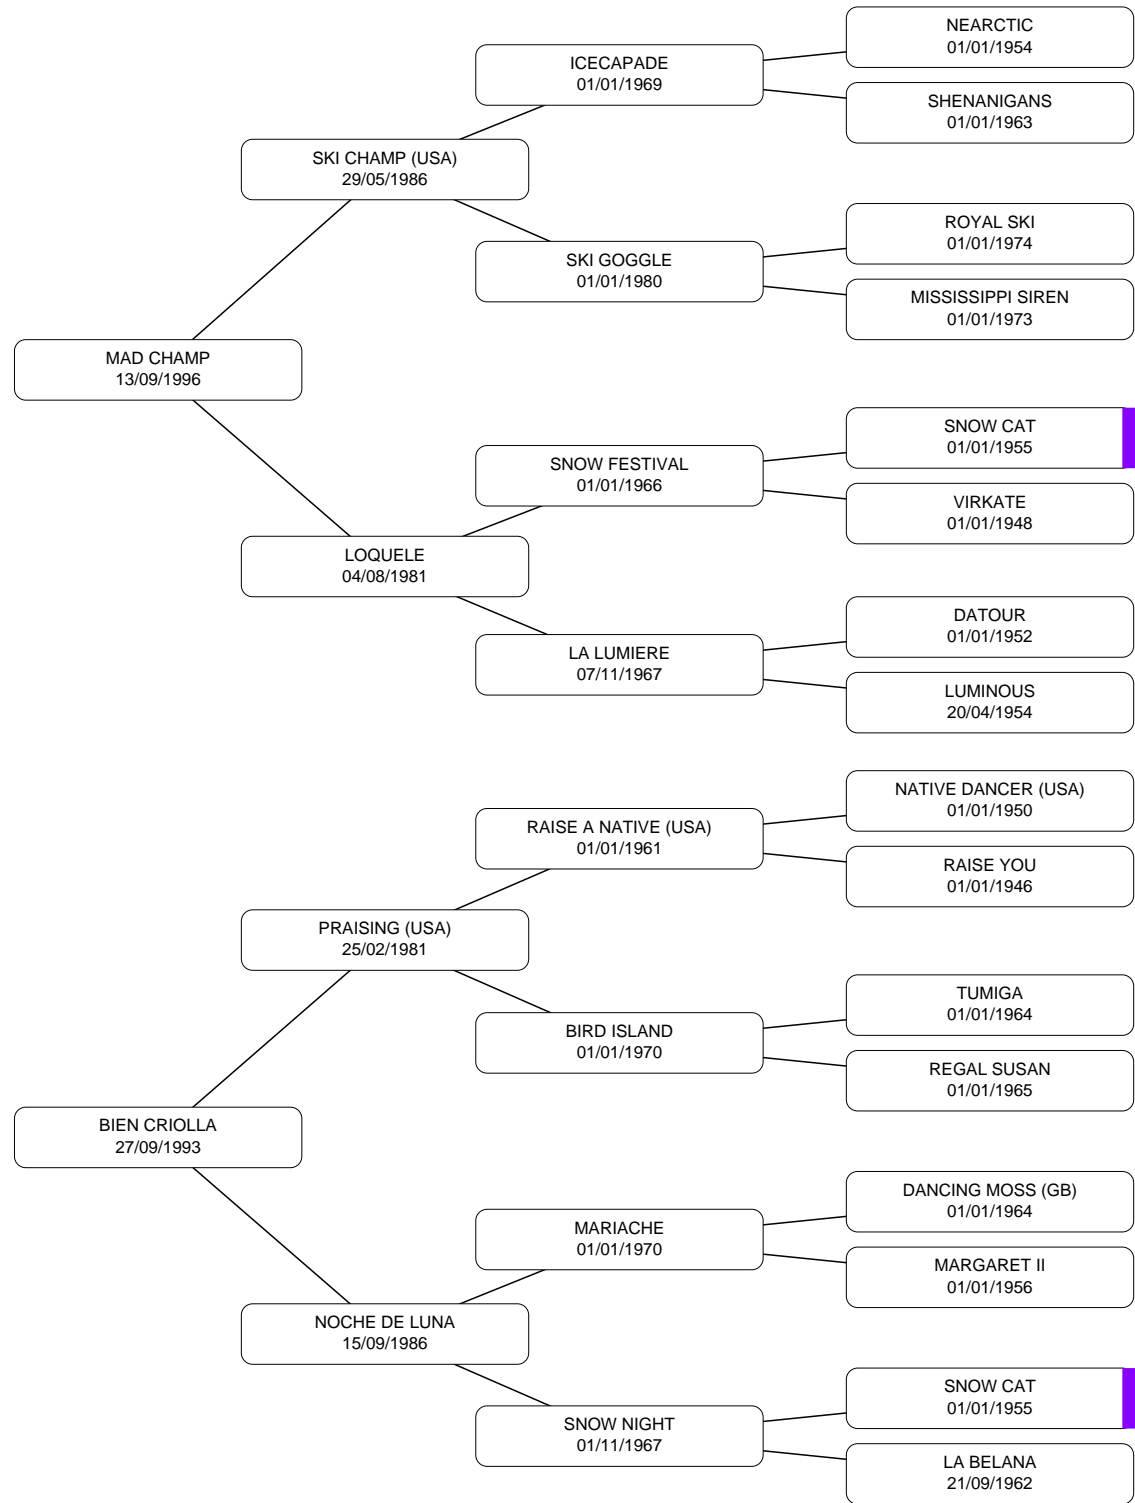 NEARCTIC
01/01/1954
ICECAPADE
01/01/1969
SHENANIGANS
01/01/1963
SKI CHAMP (USA)
29/05/1986
ROYAL SKI
01/01/1974
SKI GOGGLE
01/01/1980
MISSISSIPPI SIREN
01/01/1973
MAD CHAMP
13/09/1996
SNOW CAT
01/01/1955
SNOW FESTIVAL
01/01/1966
VIRKATE
01/01/1948
LOQUELE
04/08/1981
DATOUR
01/01/1952
LA LUMIERE
07/11/1967
LUMINOUS
20/04/1954
NATIVE DANCER (USA)
01/01/1950
RAISE A NATIVE (USA)
01/01/1961
RAISE YOU
01/01/1946
PRAISING (USA)
25/02/1981
TUMIGA
01/01/1964
BIRD ISLAND
01/01/1970
REGAL SUSAN
01/01/1965
BIEN CRIOLLA
27/09/1993
DANCING MOSS (GB)
01/01/1964
MARIACHE
01/01/1970
MARGARET II
01/01/1956
NOCHE DE LUNA
15/09/1986
SNOW CAT
01/01/1955
SNOW NIGHT
01/11/1967
LA BELANA
21/09/1962